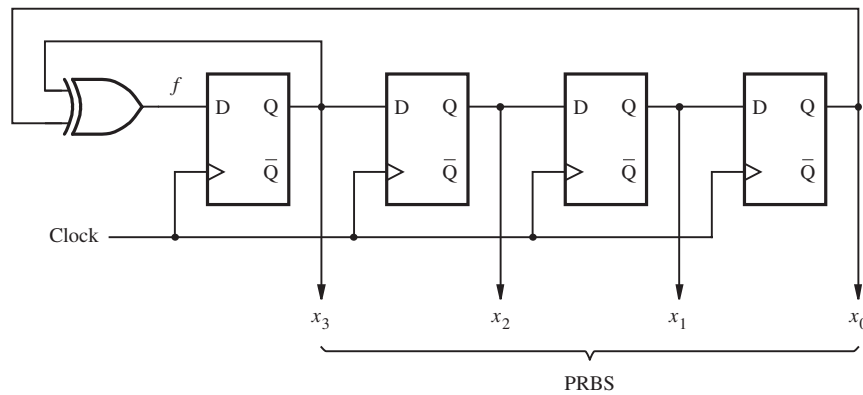 f
D Q D Q D Q D Q
Q̅ Q̅ Q̅ Q̅
Clock
x₃ x₂ x₁ x₀
PRBS